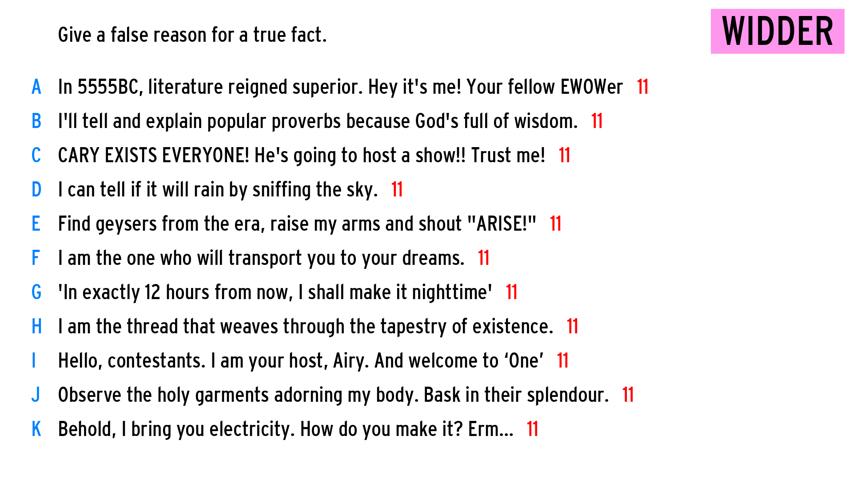 Give a false reason for a true fact.
WIDDER
A In 5555BC, literature reigned superior. Hey it's me! Your fellow EWOWer 11
B I'll tell and explain popular proverbs because God's full of wisdom. 11
C CARY EXISTS EVERYONE! He's going to host a show!! Trust me! 11
D I can tell if it will rain by sniffing the sky. 11
E Find geysers from the era, raise my arms and shout "ARISE!" 11
F I am the one who will transport you to your dreams. 11
G 'In exactly 12 hours from now, I shall make it nighttime' 11
H I am the thread that weaves through the tapestry of existence. 11
I Hello, contestants. I am your host, Airy. And welcome to ‘One’ 11
J Observe the holy garments adorning my body. Bask in their splendour. 11
K Behold, I bring you electricity. How do you make it? Erm... 11